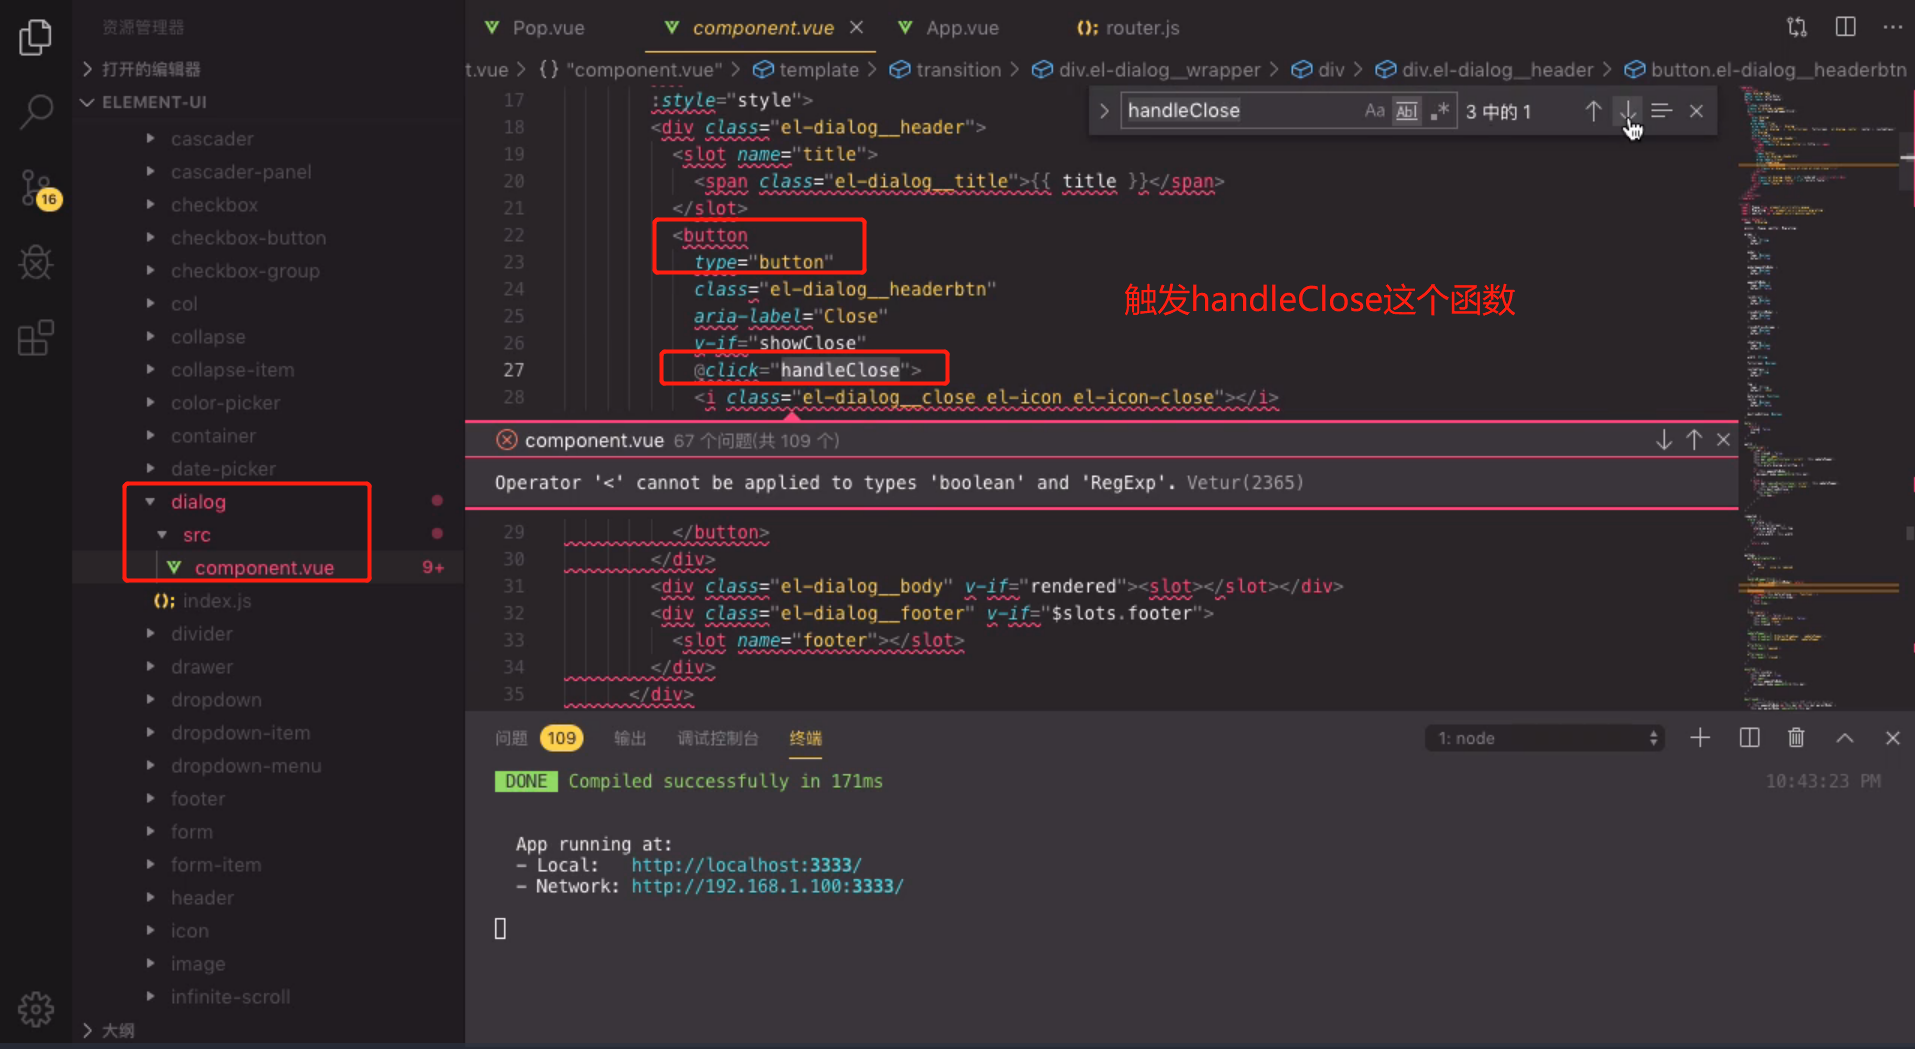 资源管理器
打开的编辑器
ELEMENT-UI
cascader
cascader-panel
checkbox
checkbox-button
checkbox-group
col
collapse
collapse-item
color-picker
container
date-picker
dialog
src
component.vue 9+
index.js
divider
drawer
dropdown
dropdown-item
dropdown-menu
footer
form
form-item
header
icon
image
infinite-scroll
大纲
16
Pop.vue
component.vue
App.vue
router.js
t.vue > {} "component.vue" > template > transition > div.el-dialog__wrapper > div > div.el-dialog__header > button.el-dialog__headerbtn
handleClose Aa Abl .* 3 中的 1
17 :style="style">
18 <div class="el-dialog__header">
19 <slot name="title">
20 <span class="el-dialog__title">{{ title }}</span>
21 </slot>
22 <button
23 type="button"
24 class="el-dialog__headerbtn"
25 aria-label="Close"
26 v-if="showClose"
27 @click="handleClose">
28 <i class="el-dialog__close el-icon el-icon-close"></i>
触发handleClose这个函数
component.vue 67 个问题(共 109 个)
Operator '<' cannot be applied to types 'boolean' and 'RegExp'. Vetur(2365)
29 </button>
30 </div>
31 <div class="el-dialog__body" v-if="rendered"><slot></slot></div>
32 <div class="el-dialog__footer" v-if="$slots.footer">
33 <slot name="footer"></slot>
34 </div>
35 </div>
问题 109 输出 调试控制台 终端
1: node
DONE Compiled successfully in 171ms 10:43:23 PM
App running at:
- Local: http://localhost:3333/
- Network: http://192.168.1.100:3333/